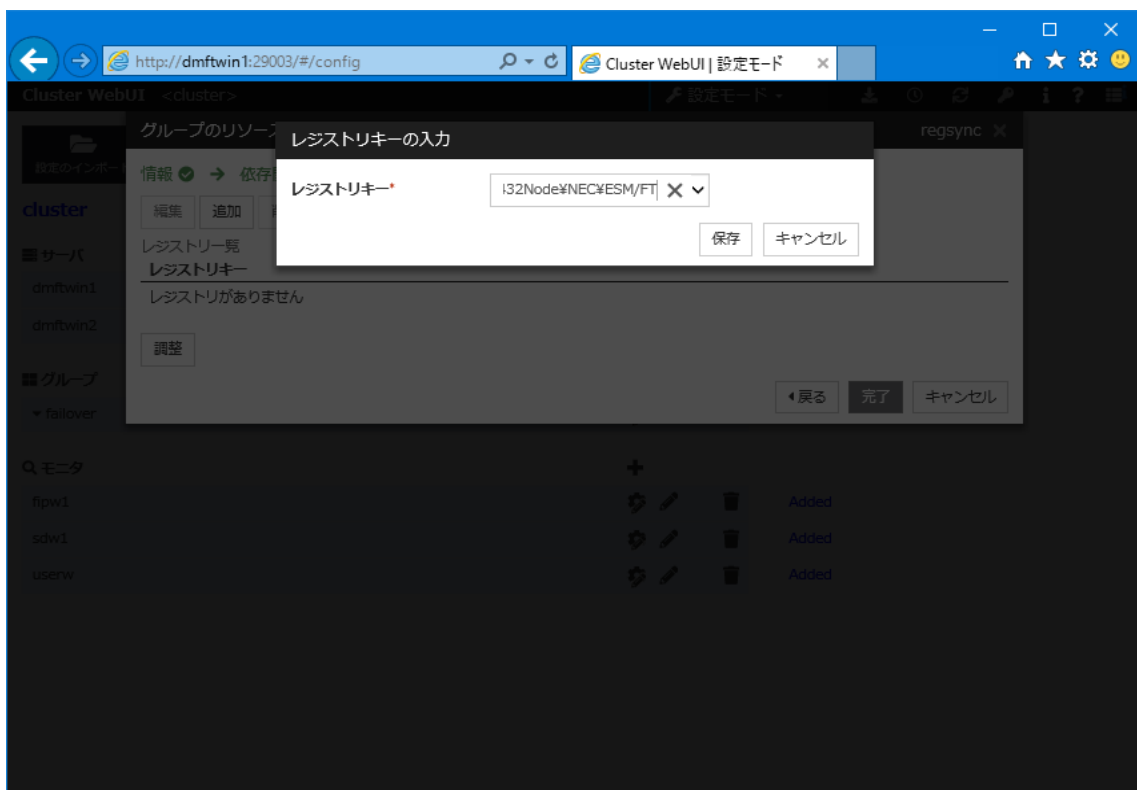 http://dmftwin1:29003/#/config
Cluster WebUI | 設定モード
Cluster WebUI <cluster>
設定モード
グループのリソース
regsync
設定のインポート
情報 → 依存
レジストリキーの入力
レジストリキー*
i32Node¥NEC¥ESM/FT
保存
キャンセル
cluster
編集
追加
サーバ
レジストリ一覧
レジストリキー
レジストリがありません
dmftwin1
dmftwin2
調整
グループ
failover
戻る
完了
キャンセル
モニタ
fipw1
Added
sdw1
Added
userw
Added